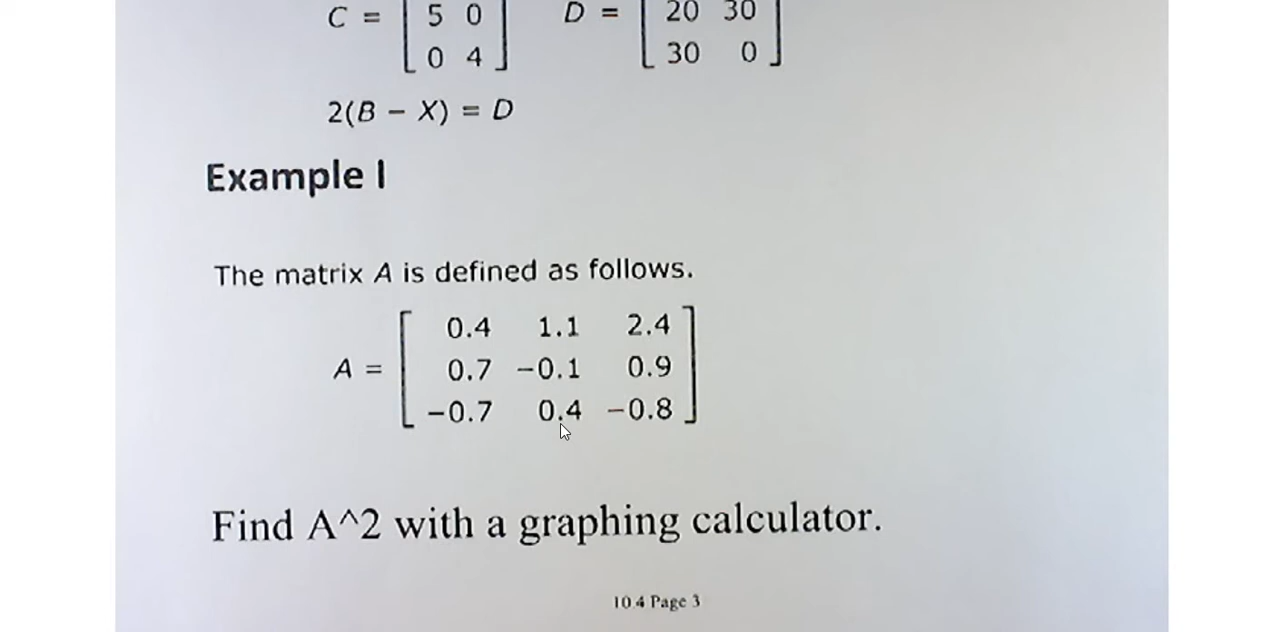 C = [ 5 0 D = [ 20 30
0 4 ] 30 0 ]
2(B − X) = D
Example I
The matrix A is defined as follows.
0.4 1.1 2.4
A = [ 0.7 −0.1 0.9 ]
−0.7 0.4 −0.8
Find A^2 with a graphing calculator.
10.4 Page 3